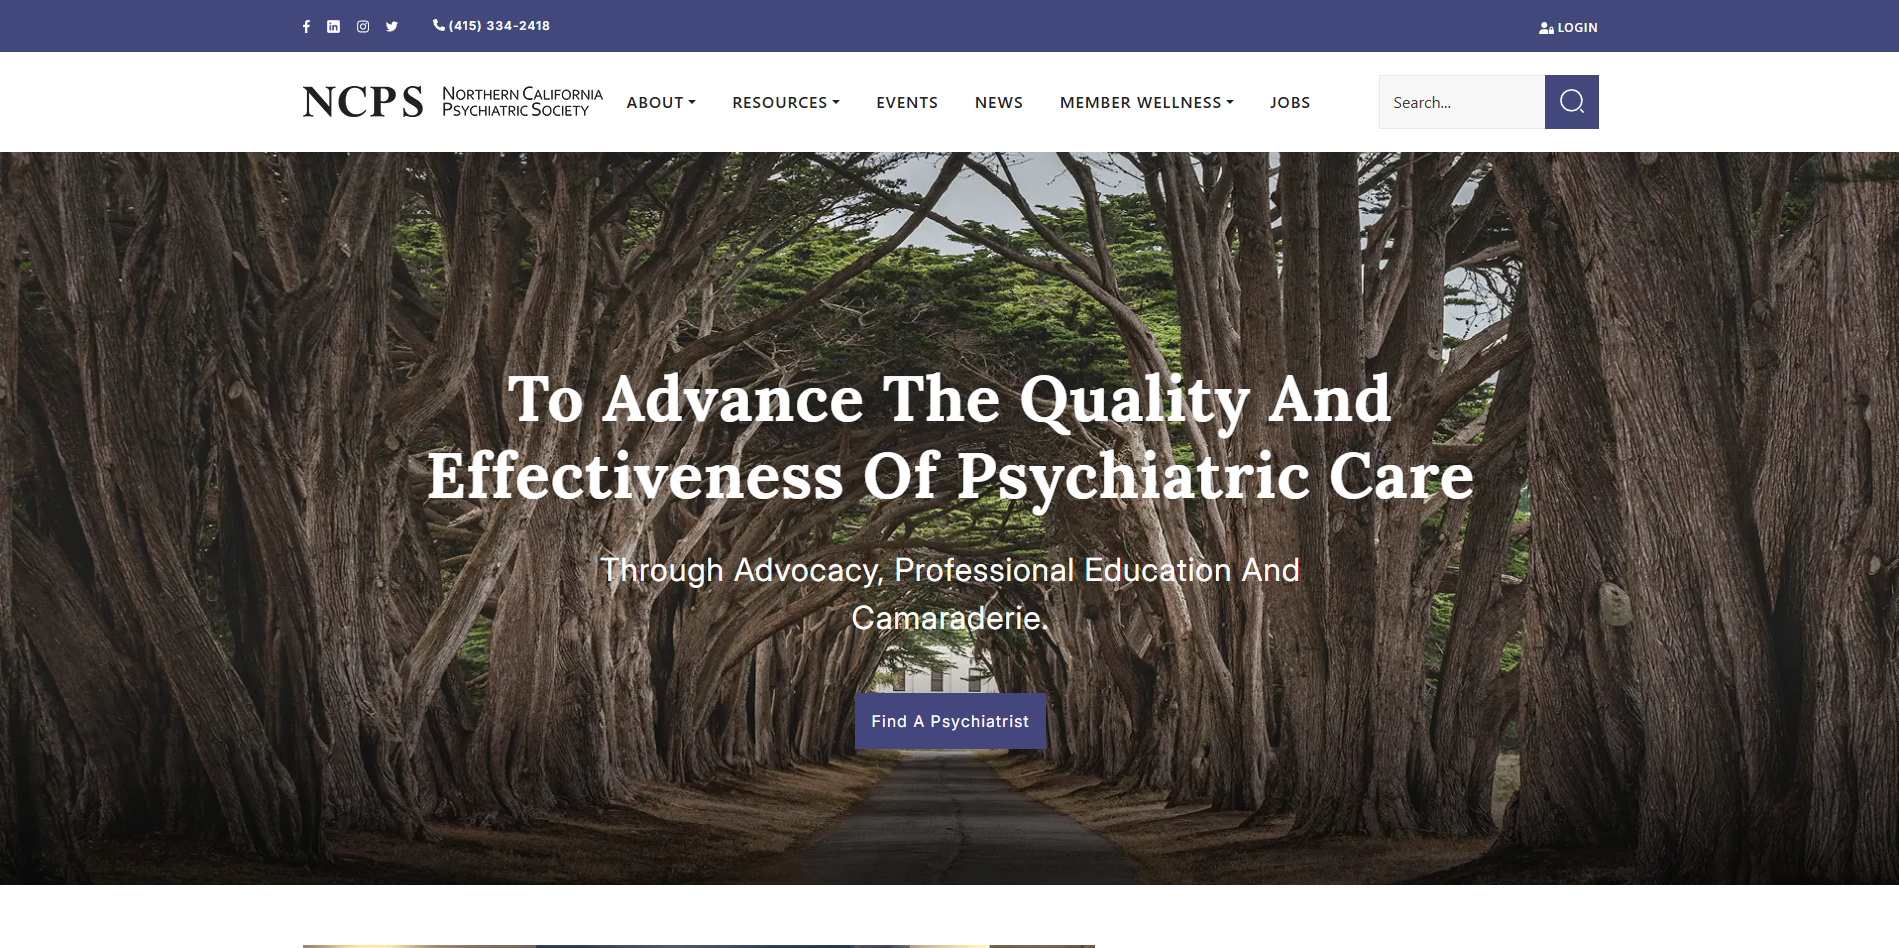 (415) 334-2418
LOGIN
NCPS
NORTHERN CALIFORNIA
PSYCHIATRIC SOCIETY
ABOUT
RESOURCES
EVENTS
NEWS
MEMBER WELLNESS
JOBS
Search...
To Advance The Quality And
Effectiveness Of Psychiatric Care
Through Advocacy, Professional Education And
Camaraderie.
Find A Psychiatrist